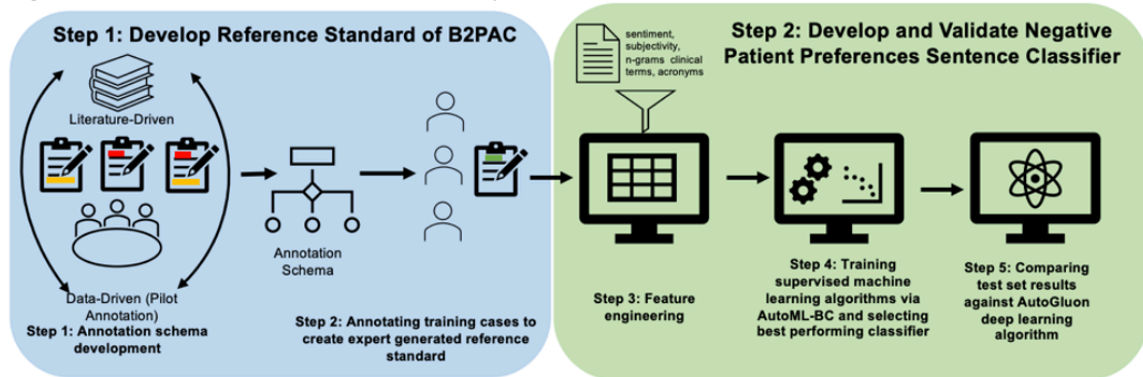 Step 1: Develop Reference Standard of B2PAC
Literature-Driven
Annotation
Schema
Data-Driven (Pilot
Annotation)
Step 1: Annotation schema
development
Step 2: Annotating training cases to
create expert generated reference
standard
Step 2: Develop and Validate Negative
Patient Preferences Sentence Classifier
sentiment,
subjectivity,
n-grams clinical
terms, acronyms
Step 3: Feature
engineering
Step 4: Training
supervised machine
learning algorithms via
AutoML-BC and selecting
best performing classifier
Step 5: Comparing
test set results
against AutoGluon
deep learning
algorithm